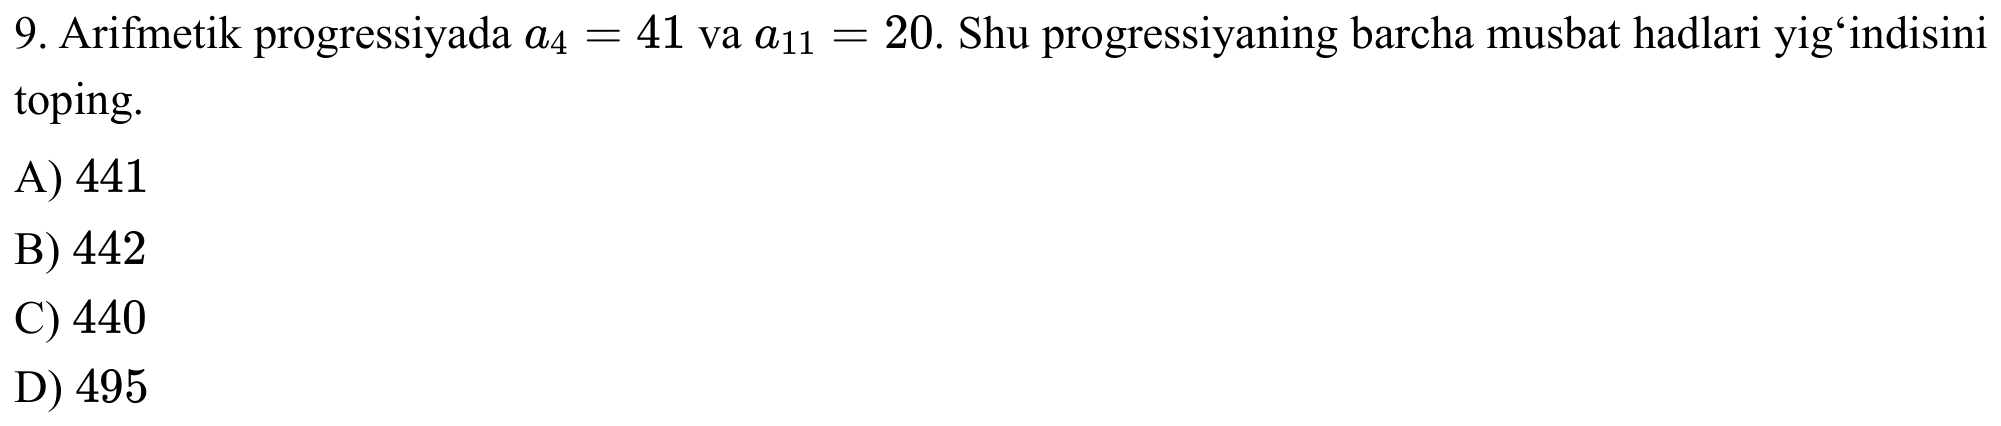 9. Arifmetik progressiyada $a_4 = 41$ va $a_{11} = 20$. Shu progressiyaning barcha musbat hadlari yig‘indisini
toping.
A) 441
B) 442
C) 440
D) 495